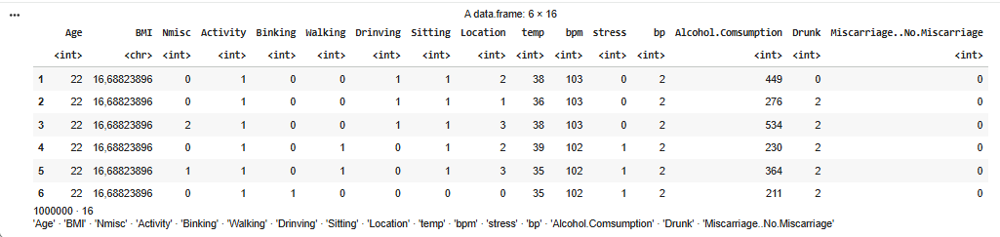 ...
A data.frame: 6 × 16
Age BMI Nmisc Activity Binking Walking Drinving Sitting Location temp bpm stress bp Alcohol.Comsumption Drunk Miscarriage..No.Miscarriage
<int> <chr> <int> <int> <int> <int> <int> <int> <int> <int> <int> <int> <int> <int> <int> <int>
1 22 16,68823896 0 1 0 0 1 1 2 38 103 0 2 449 0 0
2 22 16,68823896 0 1 0 0 1 1 1 36 103 0 2 276 2 0
3 22 16,68823896 2 1 0 0 1 1 3 38 103 0 2 534 2 0
4 22 16,68823896 0 1 0 1 0 1 2 39 102 1 2 230 2 0
5 22 16,68823896 1 1 0 1 0 1 3 35 102 1 2 364 2 0
6 22 16,68823896 0 1 1 0 0 0 0 35 102 1 2 211 2 0
1000000 · 16
'Age' · 'BMI' · 'Nmisc' · 'Activity' · 'Binking' · 'Walking' · 'Drinving' · 'Sitting' · 'Location' · 'temp' · 'bpm' · 'stress' · 'bp' · 'Alcohol.Comsumption' · 'Drunk' · 'Miscarriage..No.Miscarriage'